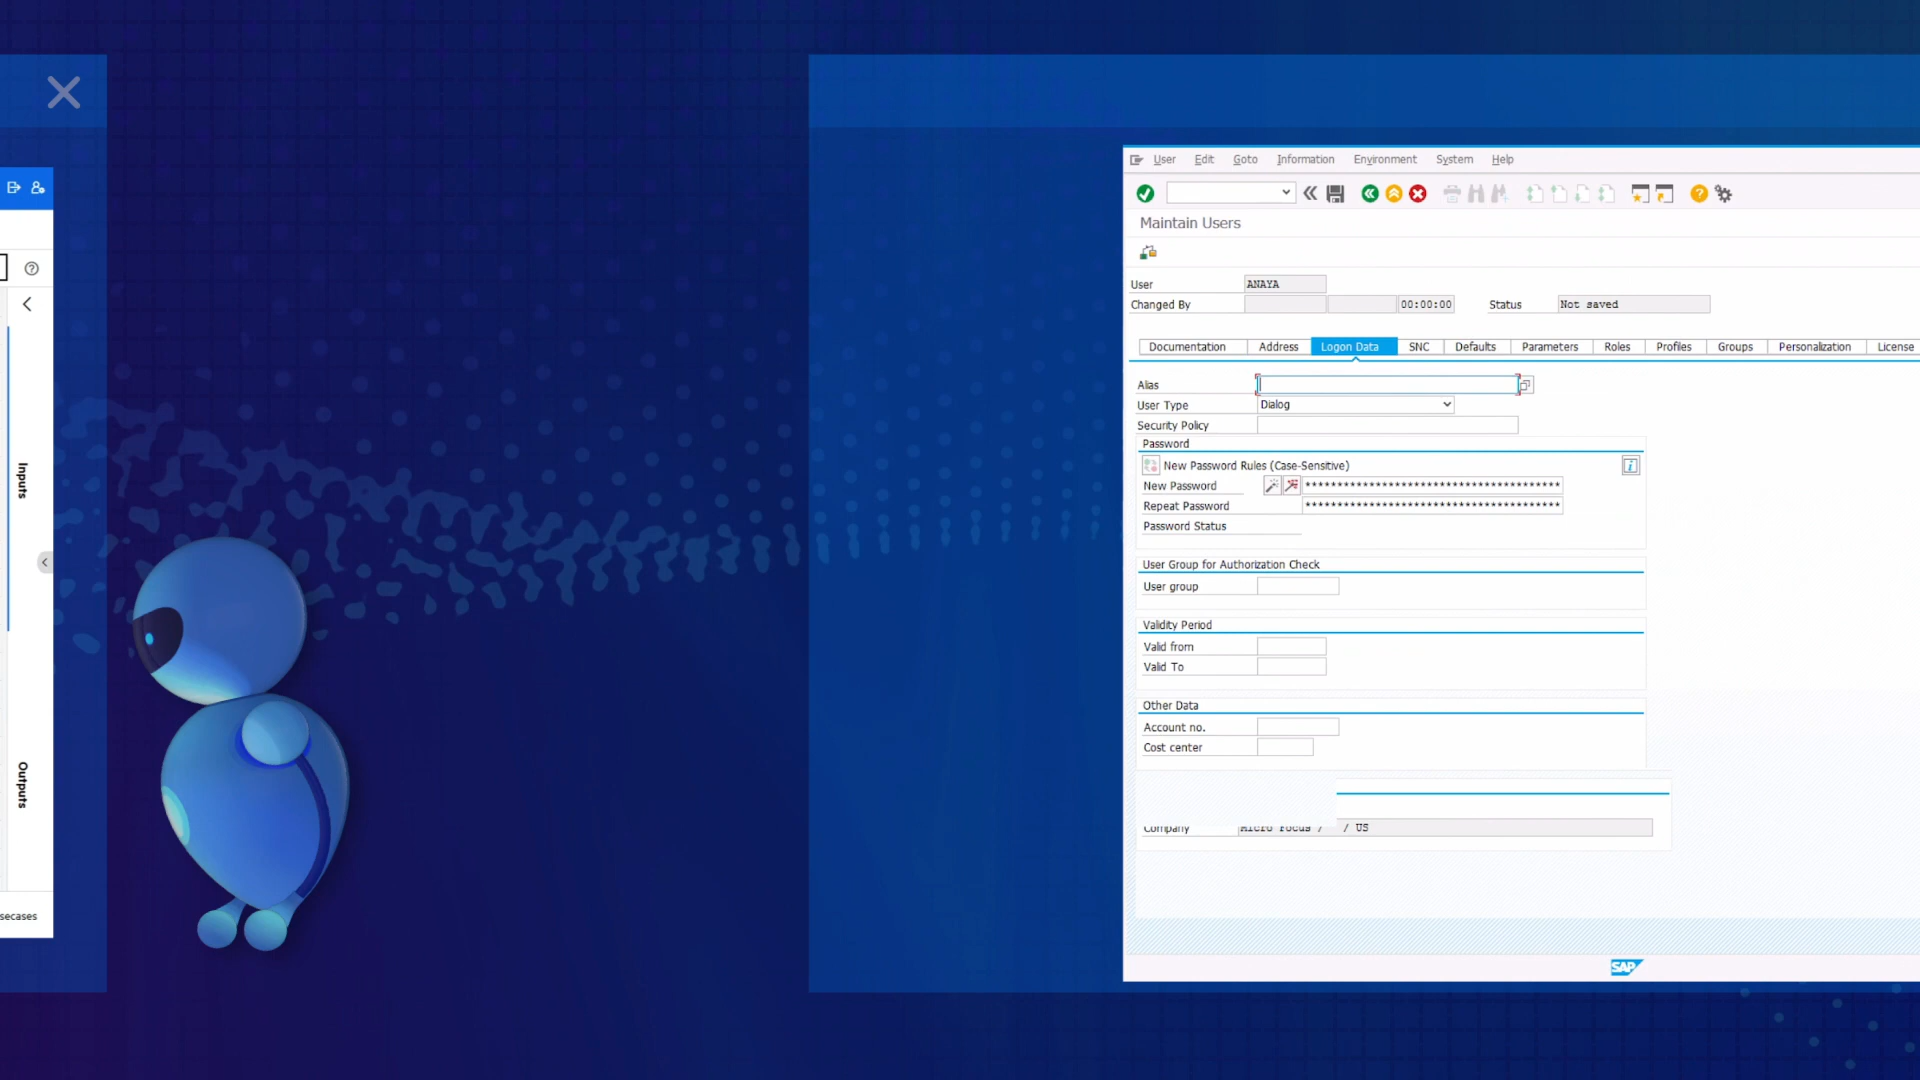 Inputs
Outputs
secases
User Edit Goto Information Environment System Help
Maintain Users
User ANAYA
Changed By 00:00:00 Status Not saved
Documentation Address Logon Data SNC Defaults Parameters Roles Profiles Groups Personalization License
Alias
User Type Dialog
Security Policy
Password
New Password Rules (Case-Sensitive)
New Password ****************************************
Repeat Password ****************************************
Password Status
User Group for Authorization Check
User group
Validity Period
Valid from
Valid To
Other Data
Account no.
Cost center
Company Micro Focus / / US
SAP